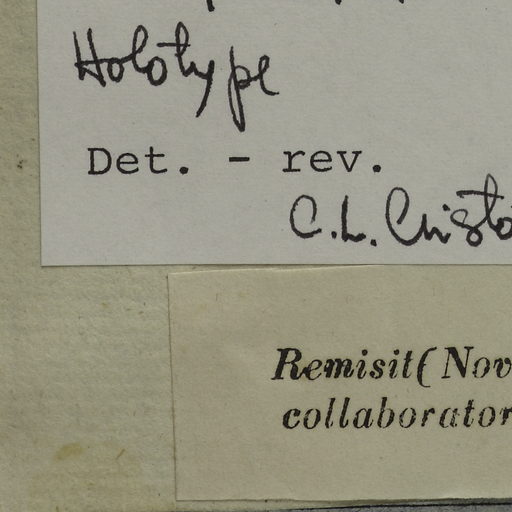 Holotype
Det. - rev.
C.L. Cristo
Remisit (Nov
collaborator